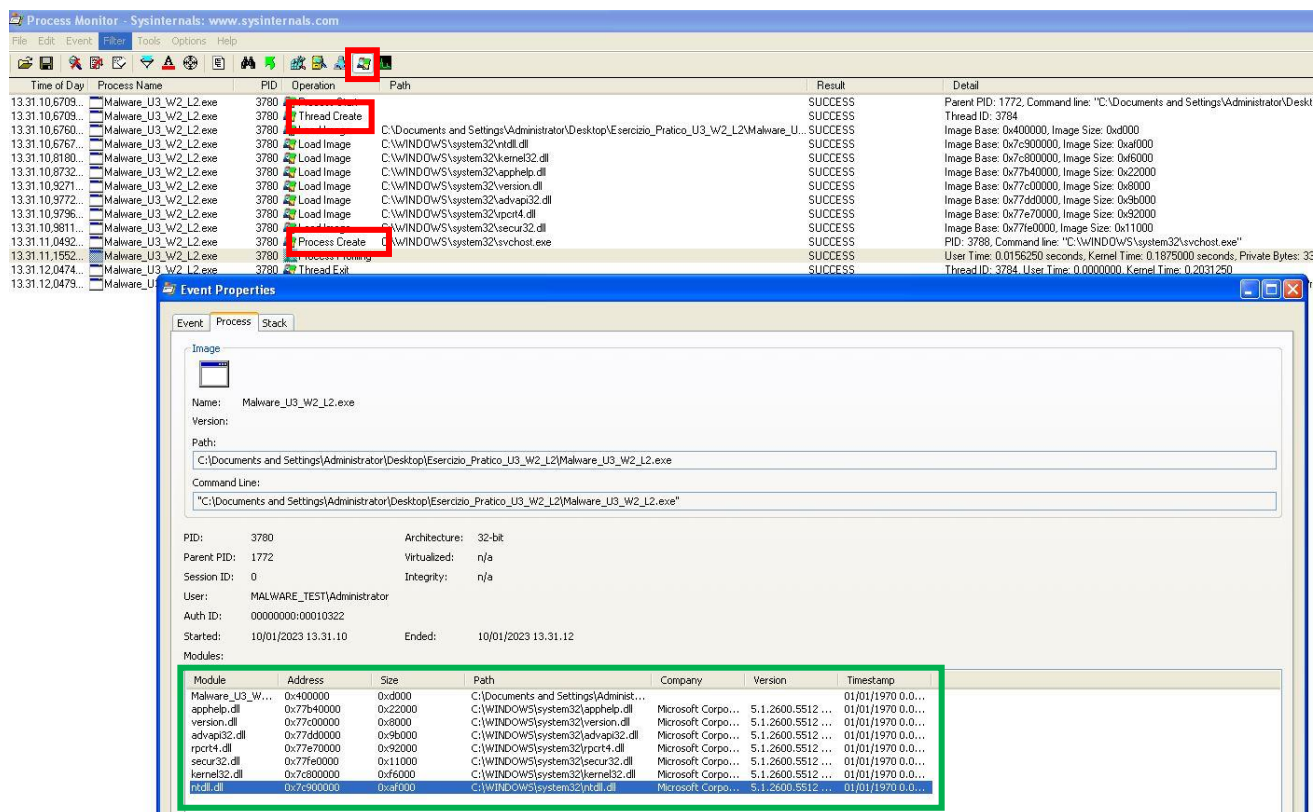 Process Monitor - Sysinternals: www.sysinternals.com
File Edit Event Filter Tools Options Help
Time of Day Process Name PID Operation Path Result Detail
13.31.10,6709... Malware_U3_W2_L2.exe 3780 Process Start SUCCESS Parent PID: 1772, Command line: "C:\Documents and Settings\Administrator\Deskt
13.31.10,6709... Malware_U3_W2_L2.exe 3780 Thread Create SUCCESS Thread ID: 3784
13.31.10,6760... Malware_U3_W2_L2.exe 3780 Load Image C:\Documents and Settings\Administrator\Desktop\Esercizio_Pratico_U3_W2_L2\Malware_U... SUCCESS Image Base: 0x400000, Image Size: 0xd000
13.31.10,6767... Malware_U3_W2_L2.exe 3780 Load Image C:\WINDOWS\system32\ntdll.dll SUCCESS Image Base: 0x7c900000, Image Size: 0xaf000
13.31.10,8180... Malware_U3_W2_L2.exe 3780 Load Image C:\WINDOWS\system32\kernel32.dll SUCCESS Image Base: 0x7c800000, Image Size: 0xf6000
13.31.10,8732... Malware_U3_W2_L2.exe 3780 Load Image C:\WINDOWS\system32\apphelp.dll SUCCESS Image Base: 0x77b40000, Image Size: 0x22000
13.31.10,9271... Malware_U3_W2_L2.exe 3780 Load Image C:\WINDOWS\system32\version.dll SUCCESS Image Base: 0x77c00000, Image Size: 0x8000
13.31.10,9772... Malware_U3_W2_L2.exe 3780 Load Image C:\WINDOWS\system32\advapi32.dll SUCCESS Image Base: 0x77dd0000, Image Size: 0x9b000
13.31.10,9796... Malware_U3_W2_L2.exe 3780 Load Image C:\WINDOWS\system32\rpcrt4.dll SUCCESS Image Base: 0x77e70000, Image Size: 0x92000
13.31.10,9811... Malware_U3_W2_L2.exe 3780 Load Image C:\WINDOWS\system32\secur32.dll SUCCESS Image Base: 0x77fe0000, Image Size: 0x11000
13.31.11,0492... Malware_U3_W2_L2.exe 3780 Process Create C:\WINDOWS\system32\svchost.exe SUCCESS PID: 3788, Command line: "C:\WINDOWS\system32\svchost.exe"
13.31.11,1552... Malware_U3_W2_L2.exe 3780 Process Profiling SUCCESS User Time: 0.0156250 seconds, Kernel Time: 0.1875000 seconds, Private Bytes: 33
13.31.12,0474... Malware_U3_W2_L2.exe 3780 Thread Exit SUCCESS Thread ID: 3784, User Time: 0.0000000, Kernel Time: 0.2031250
13.31.12,0479... Malware_U3
Event Properties
Event Process Stack
Image
Name: Malware_U3_W2_L2.exe
Version:
Path:
C:\Documents and Settings\Administrator\Desktop\Esercizio_Pratico_U3_W2_L2\Malware_U3_W2_L2.exe
Command Line:
"C:\Documents and Settings\Administrator\Desktop\Esercizio_Pratico_U3_W2_L2\Malware_U3_W2_L2.exe"
PID: 3780 Architecture: 32-bit
Parent PID: 1772 Virtualized: n/a
Session ID: 0 Integrity: n/a
User: MALWARE_TEST\Administrator
Auth ID: 00000000:00010322
Started: 10/01/2023 13.31.10 Ended: 10/01/2023 13.31.12
Modules:
Module Address Size Path Company Version Timestamp
Malware_U3_W... 0x400000 0xd000 C:\Documents and Settings\Administ... 01/01/1970 0.0...
apphelp.dll 0x77b40000 0x22000 C:\WINDOWS\system32\apphelp.dll Microsoft Corpo... 5.1.2600.5512 ... 01/01/1970 0.0...
version.dll 0x77c00000 0x8000 C:\WINDOWS\system32\version.dll Microsoft Corpo... 5.1.2600.5512 ... 01/01/1970 0.0...
advapi32.dll 0x77dd0000 0x9b000 C:\WINDOWS\system32\advapi32.dll Microsoft Corpo... 5.1.2600.5512 ... 01/01/1970 0.0...
rpcrt4.dll 0x77e70000 0x92000 C:\WINDOWS\system32\rpcrt4.dll Microsoft Corpo... 5.1.2600.5512 ... 01/01/1970 0.0...
secur32.dll 0x77fe0000 0x11000 C:\WINDOWS\system32\secur32.dll Microsoft Corpo... 5.1.2600.5512 ... 01/01/1970 0.0...
kernel32.dll 0x7c800000 0xf6000 C:\WINDOWS\system32\kernel32.dll Microsoft Corpo... 5.1.2600.5512 ... 01/01/1970 0.0...
ntdll.dll 0x7c900000 0xaf000 C:\WINDOWS\system32\ntdll.dll Microsoft Corpo... 5.1.2600.5512 ... 01/01/1970 0.0...